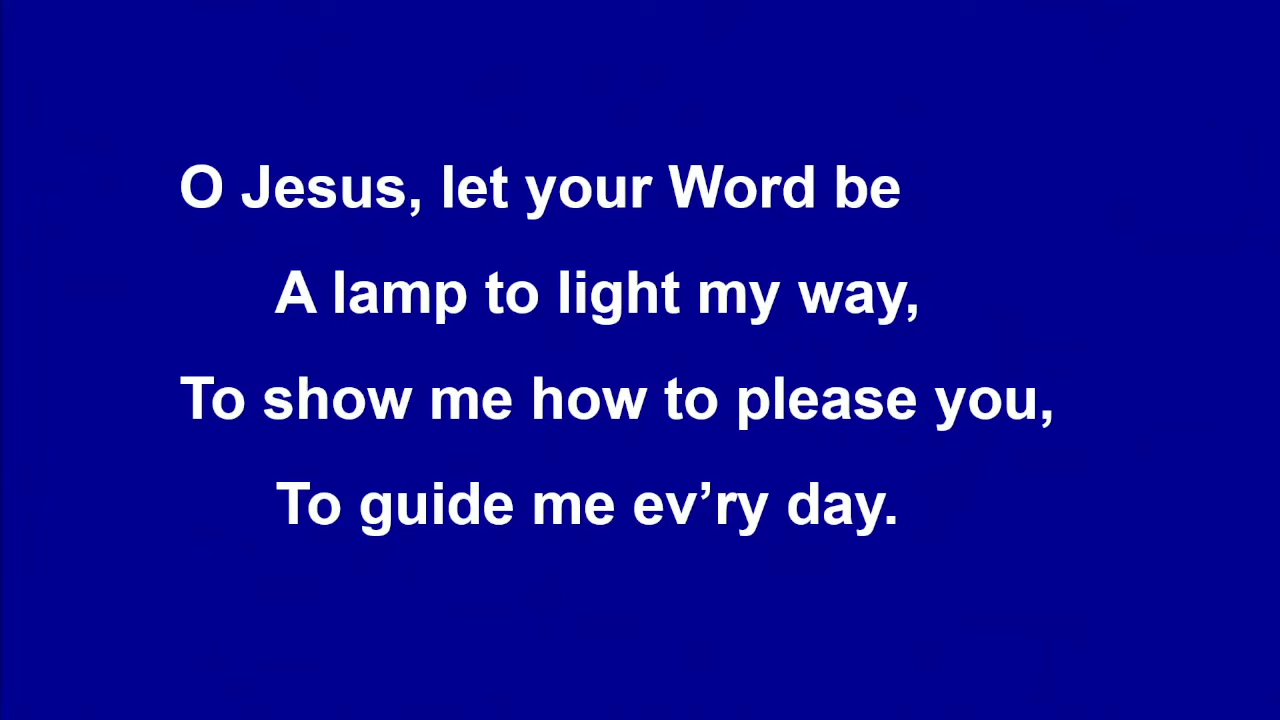 O Jesus, let your Word be
A lamp to light my way,
To show me how to please you,
To guide me ev’ry day.